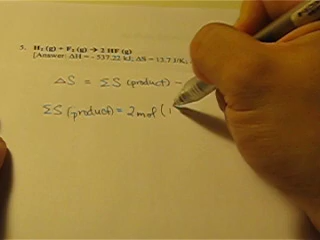 5. H₂ (g) + F₂ (g) → 2 HF (g)
[Answer: ΔH = - 537.22 kJ; ΔS = 13.7 J/K;
ΔS = ΣS (product) -
ΣS (product) = 2 mol (